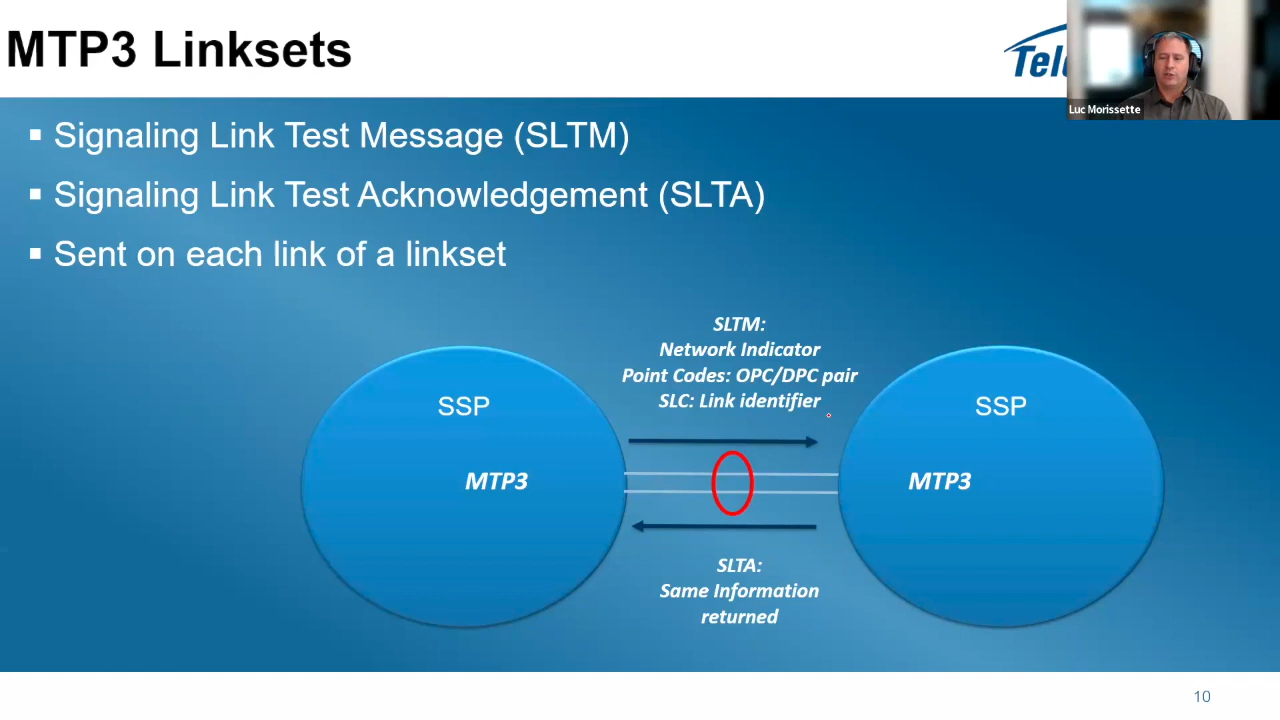 MTP3 Linksets
Luc Morissette
▪ Signaling Link Test Message (SLTM)
▪ Signaling Link Test Acknowledgement (SLTA)
▪ Sent on each link of a linkset
SLTM:
Network Indicator
Point Codes: OPC/DPC pair
SLC: Link identifier
SSP
SSP
MTP3
MTP3
SLTA:
Same Information
returned
10